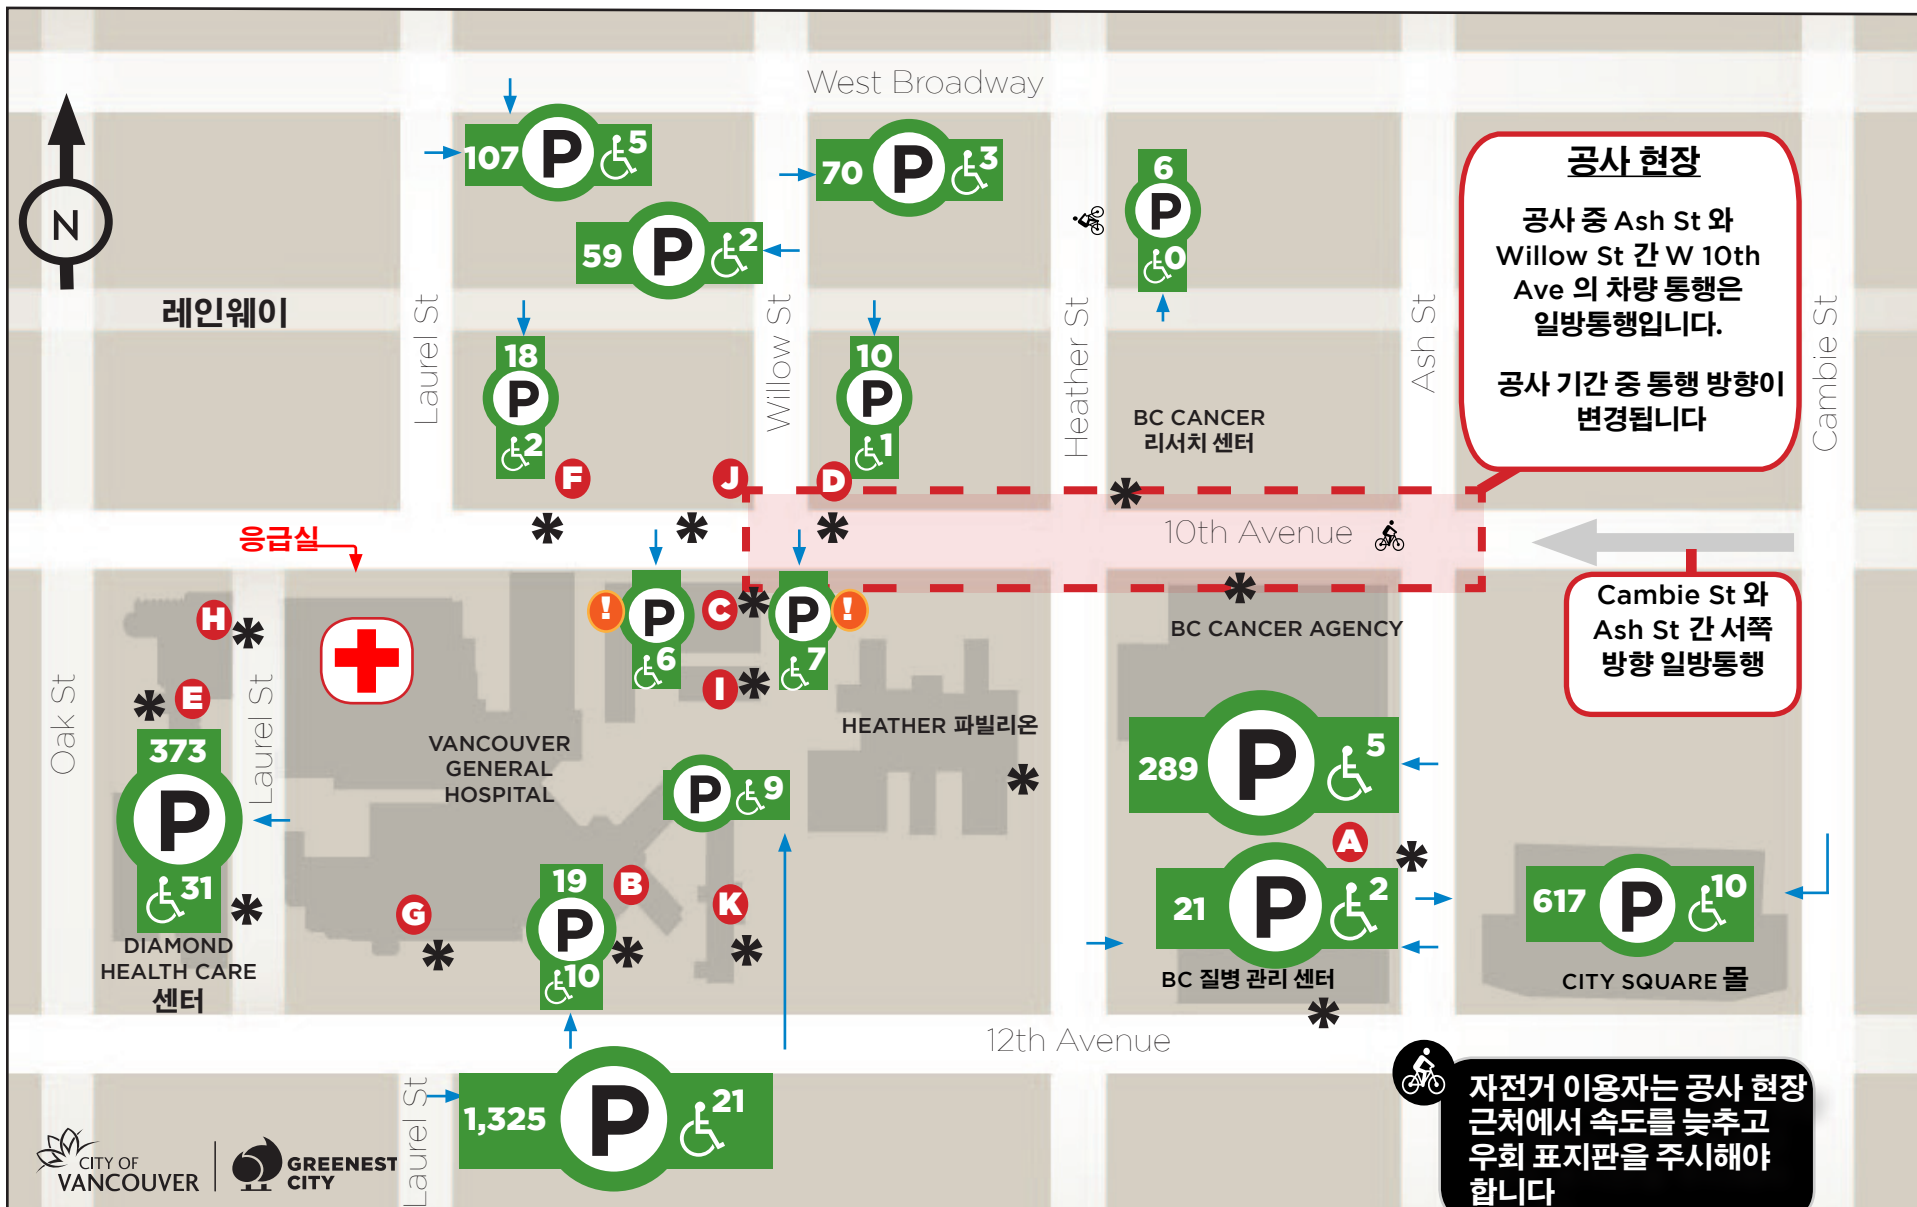 West Broadway
107 P 5
70 P 3
6
P
0
59 P 2
N
레인웨이
Laurel St
Willow St
Heather St
Ash St
Cambie St
공사 현장
공사 중 Ash St 와
Willow St 간 W 10th
Ave 의 차량 통행은
일방통행입니다.
공사 기간 중 통행 방향이
변경됩니다
18
P
2
10
P
1
BC CANCER
리서치 센터
F
J
D
*
*
*
*
10th Avenue
응급실
Cambie St 와
Ash St 간 서쪽
방향 일방통행
H
*
!
P
6
C
*
P
7
!
*
BC CANCER AGENCY
I
*
E
*
Oak St
Laurel St
373
P
31
*
DIAMOND
HEALTH CARE
센터
VANCOUVER
GENERAL
HOSPITAL
HEATHER 파빌리온
*
P 9
289 P 5
A
*
21 P 2
BC 질병 관리 센터
*
617 P 10
CITY SQUARE 몰
G
*
19
P
10
B
*
K
*
12th Avenue
Laurel St
1,325 P 21
CITY OF
VANCOUVER
GREENEST
CITY
자전거 이용자는 공사 현장
근처에서 속도를 늦추고
우회 표지판을 주시해야
합니다